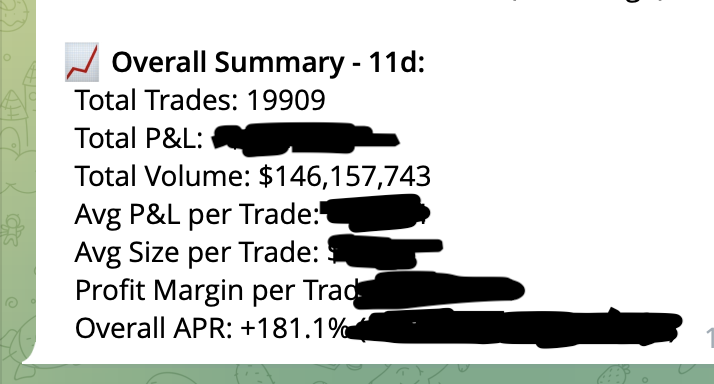 📈 Overall Summary - 11d:
Total Trades: 19909
Total P&L:
Total Volume: $146,157,743
Avg P&L per Trade:
Avg Size per Trade: $
Profit Margin per Trad
Overall APR: +181.1% (